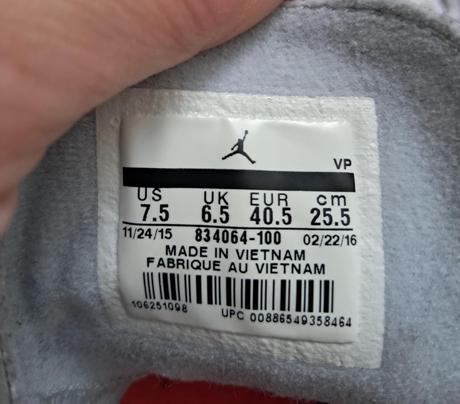 VP
US UK EUR cm
7.5 6.5 40.5 25.5
11/24/15 834064-100 02/22/16
MADE IN VIETNAM
FABRIQUE AU VIETNAM
106251098 UPC 00886549358464